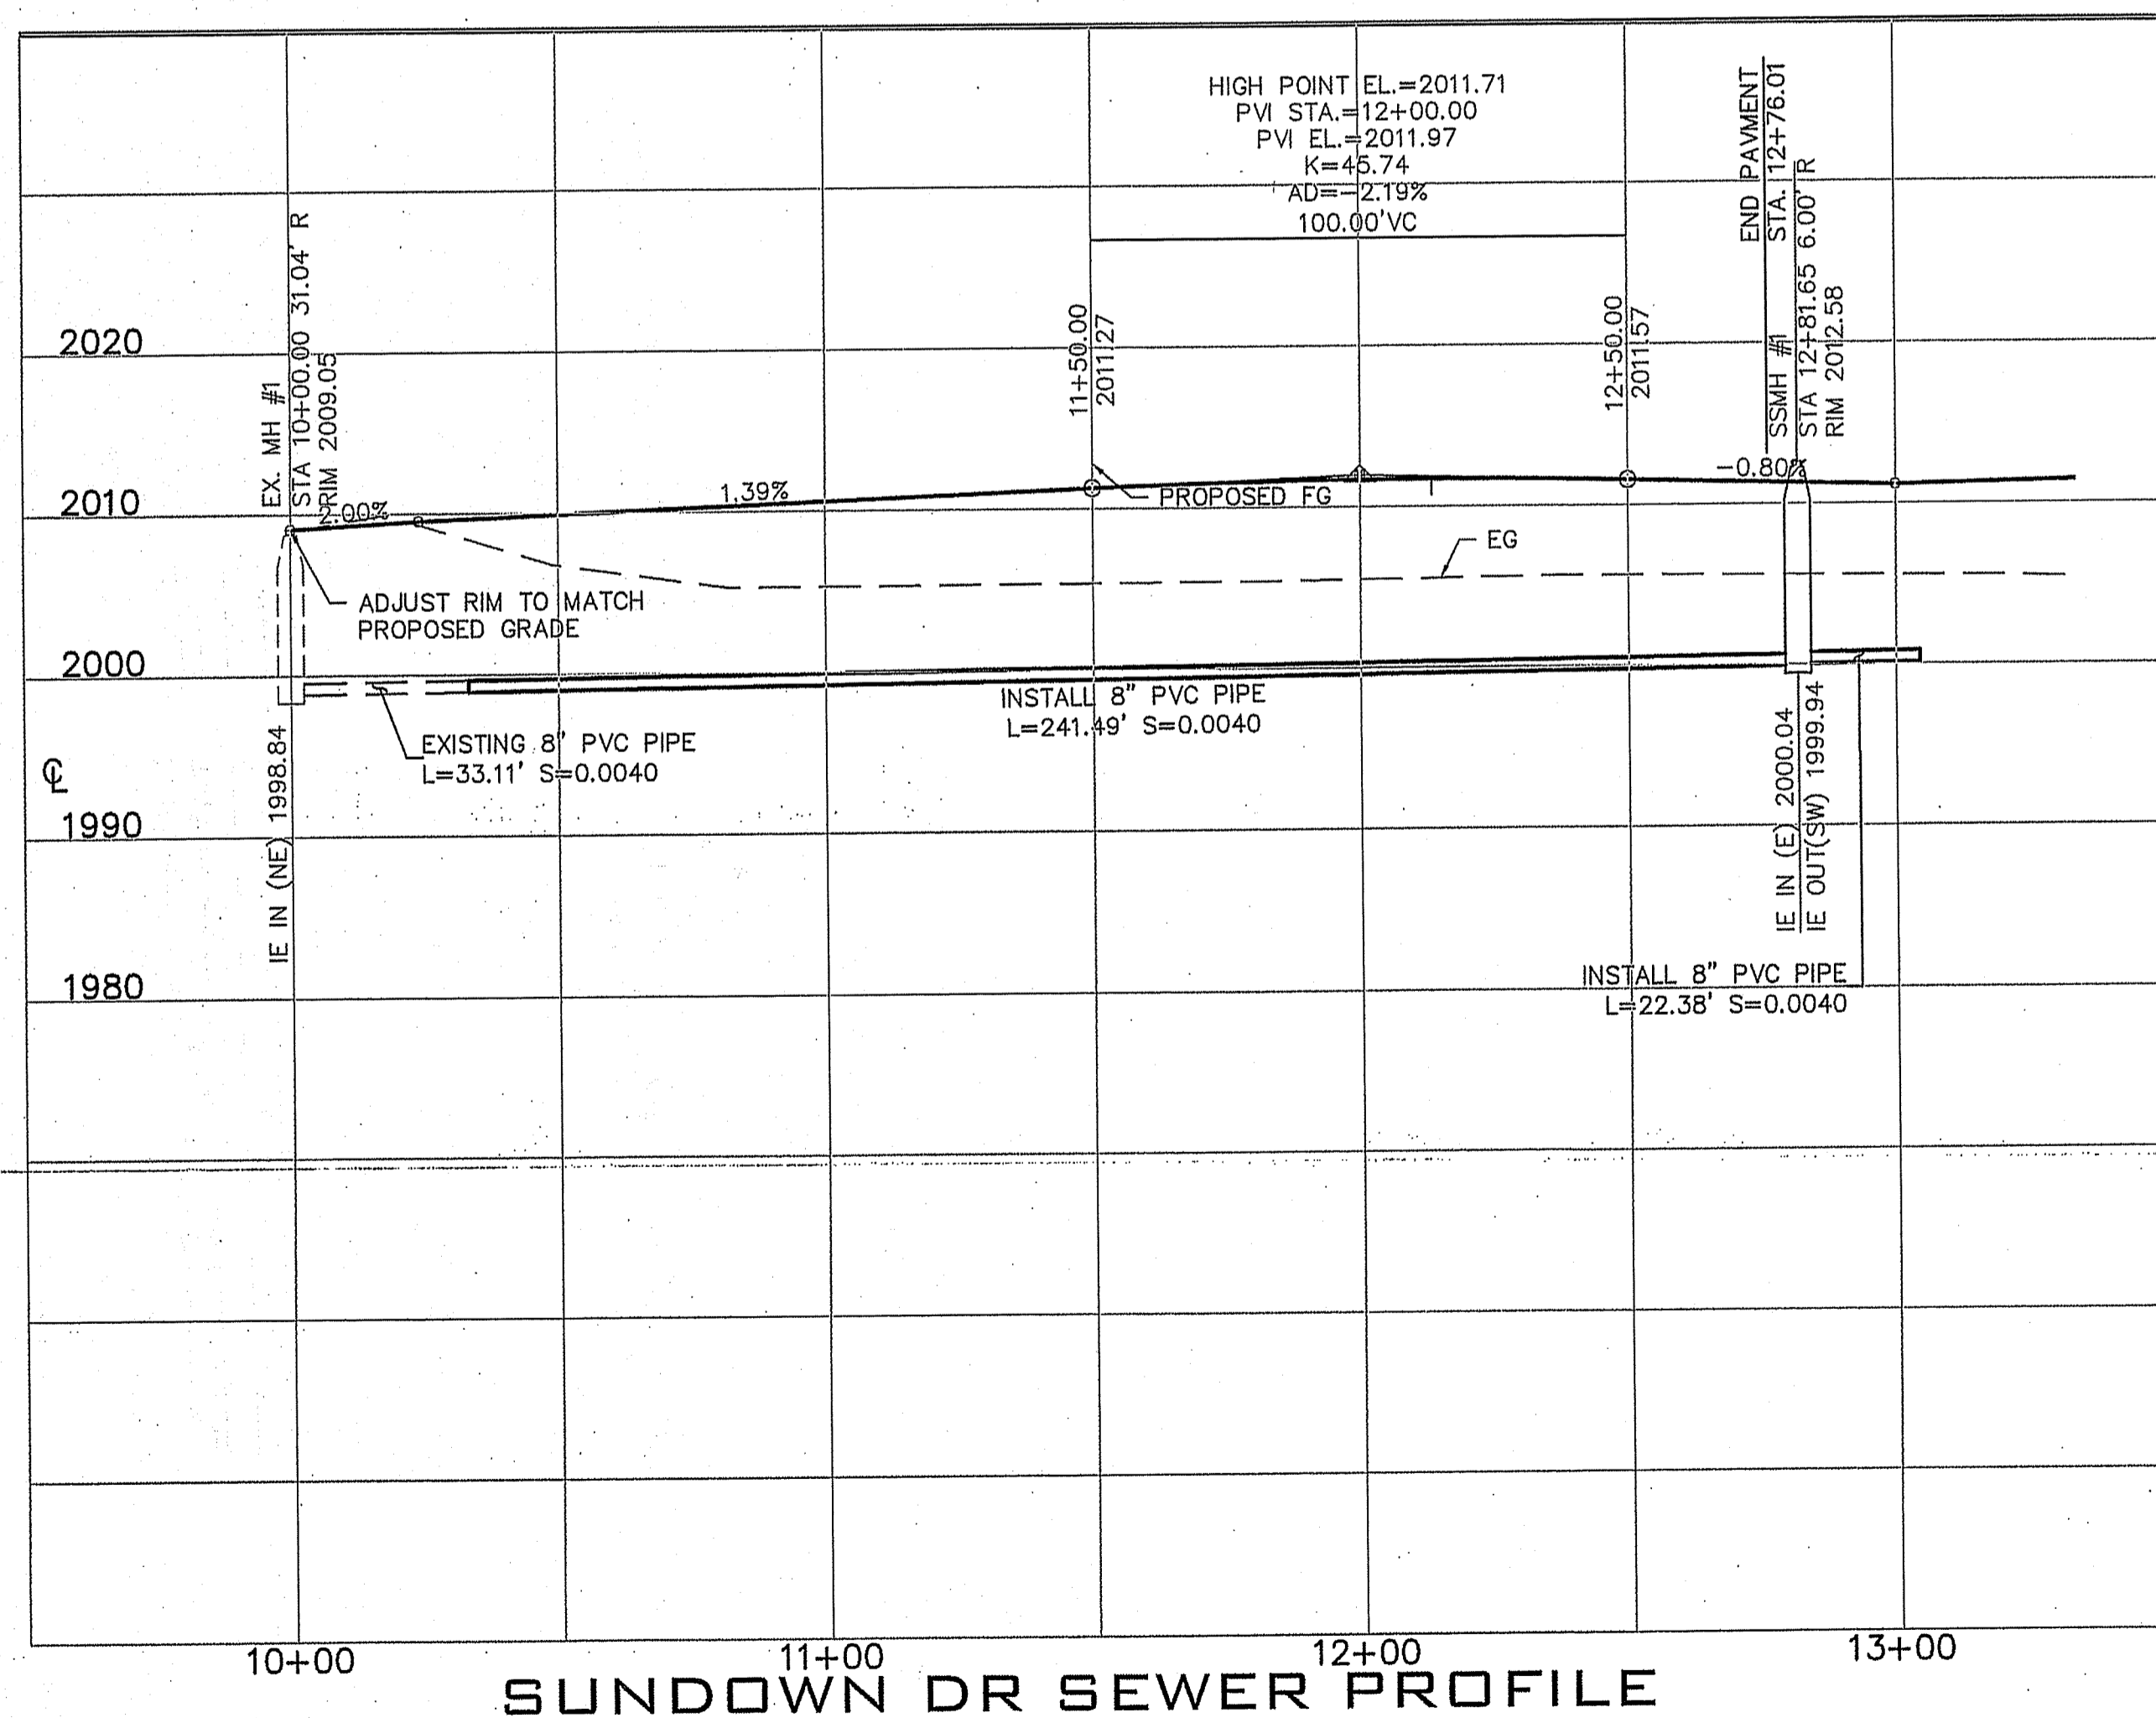 HIGH POINT EL.=2011.71
PVI STA.=12+00.00
PVI EL.=2011.97
K=45.74
AD=-2.19%
100.00'VC
END PAVMENT
STA. 12+76.01
SSMH #1
STA 12+81.65 6.00' R
RIM 2012.58
EX. MH #1
STA 10+00.00 31.04' R
RIM 2009.05
11+50.00
2011.27
12+50.00
2011.57
2020
2010
2000
1990
1980
2.00%
1.39%
-0.80%
PROPOSED FG
EG
ADJUST RIM TO MATCH
PROPOSED GRADE
INSTALL 8" PVC PIPE
L=241.49' S=0.0040
EXISTING 8" PVC PIPE
L=33.11' S=0.0040
℄
IE IN (NE) 1998.84
IE IN (E) 2000.04
IE OUT(SW) 1999.94
INSTALL 8" PVC PIPE
L=22.38' S=0.0040
10+00
11+00
12+00
13+00
SUNDOWN DR SEWER PROFILE